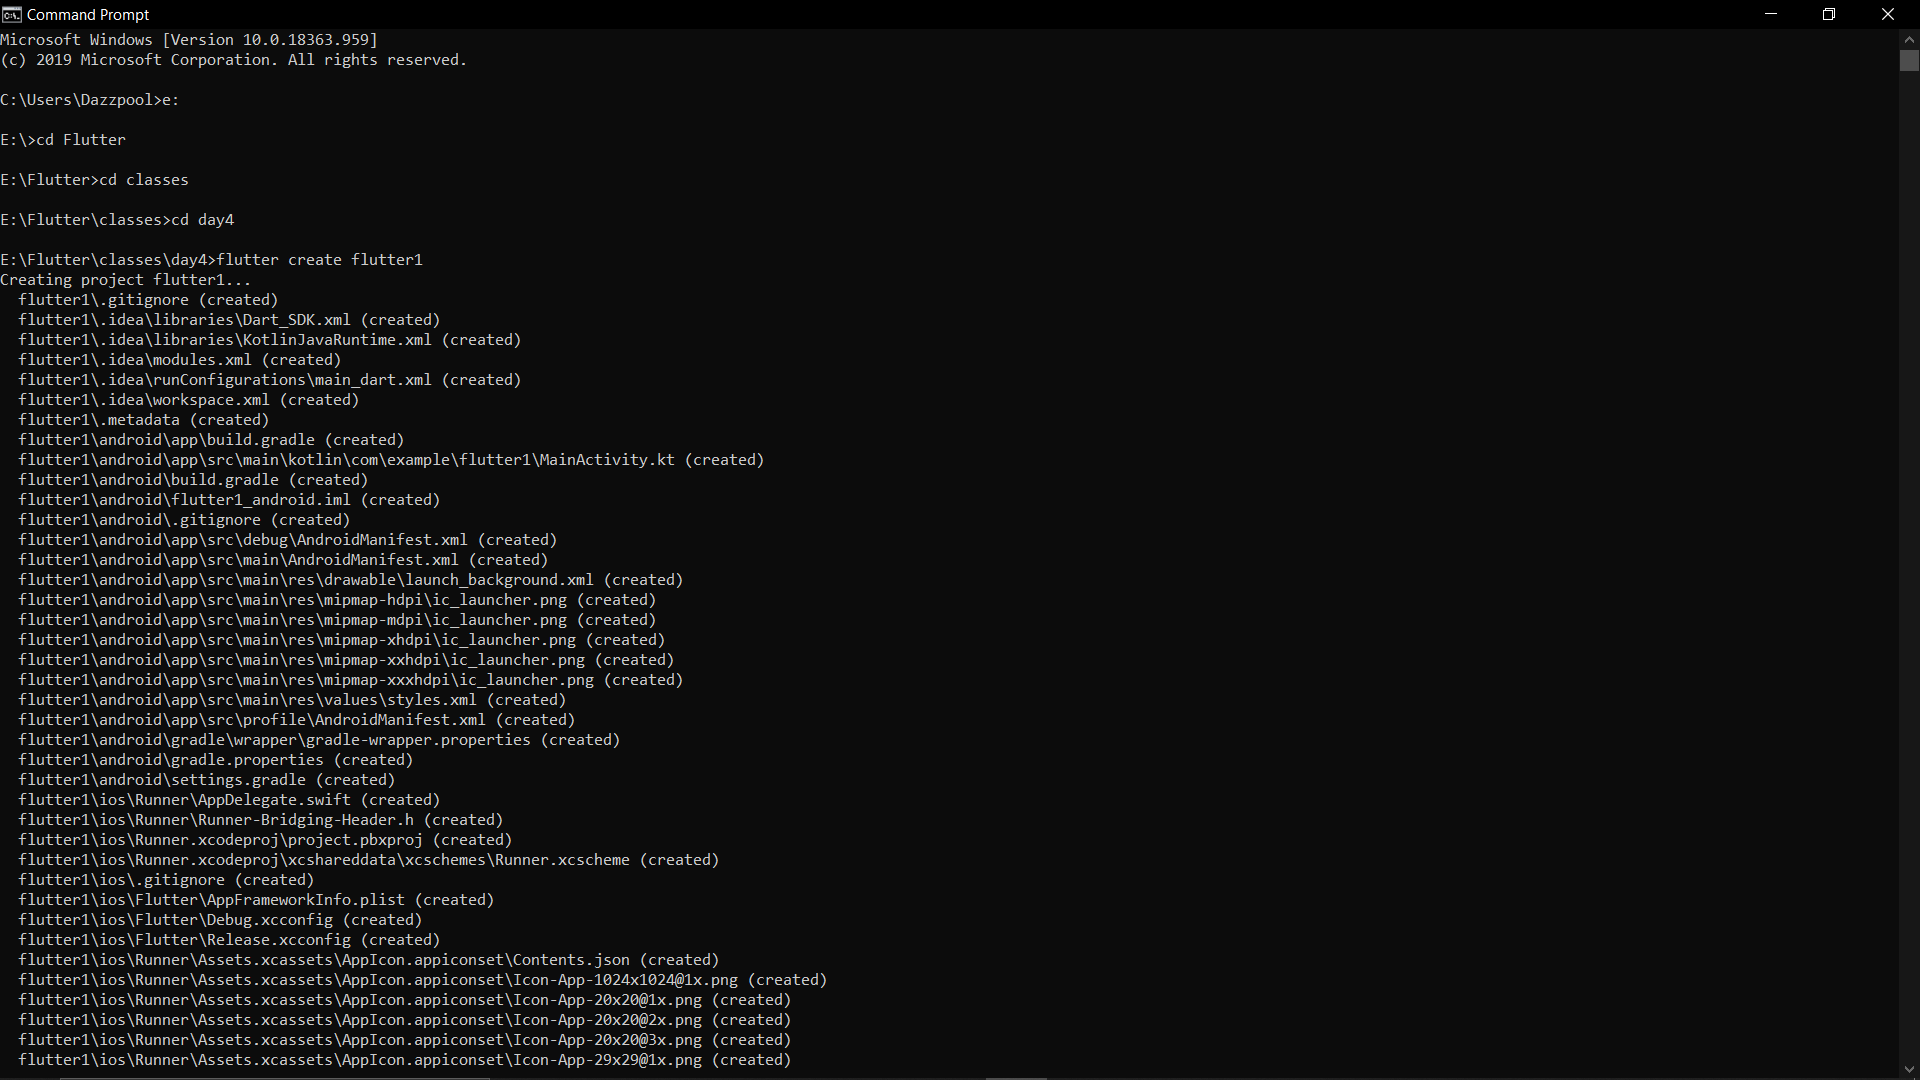 Command Prompt
Microsoft Windows [Version 10.0.18363.959]
(c) 2019 Microsoft Corporation. All rights reserved.
C:\Users\Dazzpool>e:
E:\>cd Flutter
E:\Flutter>cd classes
E:\Flutter\classes>cd day4
E:\Flutter\classes\day4>flutter create flutter1
Creating project flutter1...
  flutter1\.gitignore (created)
  flutter1\.idea\libraries\Dart_SDK.xml (created)
  flutter1\.idea\libraries\KotlinJavaRuntime.xml (created)
  flutter1\.idea\modules.xml (created)
  flutter1\.idea\runConfigurations\main_dart.xml (created)
  flutter1\.idea\workspace.xml (created)
  flutter1\.metadata (created)
  flutter1\android\app\build.gradle (created)
  flutter1\android\app\src\main\kotlin\com\example\flutter1\MainActivity.kt (created)
  flutter1\android\build.gradle (created)
  flutter1\android\flutter1_android.iml (created)
  flutter1\android\.gitignore (created)
  flutter1\android\app\src\debug\AndroidManifest.xml (created)
  flutter1\android\app\src\main\AndroidManifest.xml (created)
  flutter1\android\app\src\main\res\drawable\launch_background.xml (created)
  flutter1\android\app\src\main\res\mipmap-hdpi\ic_launcher.png (created)
  flutter1\android\app\src\main\res\mipmap-mdpi\ic_launcher.png (created)
  flutter1\android\app\src\main\res\mipmap-xhdpi\ic_launcher.png (created)
  flutter1\android\app\src\main\res\mipmap-xxhdpi\ic_launcher.png (created)
  flutter1\android\app\src\main\res\mipmap-xxxhdpi\ic_launcher.png (created)
  flutter1\android\app\src\main\res\values\styles.xml (created)
  flutter1\android\app\src\profile\AndroidManifest.xml (created)
  flutter1\android\gradle\wrapper\gradle-wrapper.properties (created)
  flutter1\android\gradle.properties (created)
  flutter1\android\settings.gradle (created)
  flutter1\ios\Runner\AppDelegate.swift (created)
  flutter1\ios\Runner\Runner-Bridging-Header.h (created)
  flutter1\ios\Runner.xcodeproj\project.pbxproj (created)
  flutter1\ios\Runner.xcodeproj\xcshareddata\xcschemes\Runner.xcscheme (created)
  flutter1\ios\.gitignore (created)
  flutter1\ios\Flutter\AppFrameworkInfo.plist (created)
  flutter1\ios\Flutter\Debug.xcconfig (created)
  flutter1\ios\Flutter\Release.xcconfig (created)
  flutter1\ios\Runner\Assets.xcassets\AppIcon.appiconset\Contents.json (created)
  flutter1\ios\Runner\Assets.xcassets\AppIcon.appiconset\Icon-App-1024x1024@1x.png (created)
  flutter1\ios\Runner\Assets.xcassets\AppIcon.appiconset\Icon-App-20x20@1x.png (created)
  flutter1\ios\Runner\Assets.xcassets\AppIcon.appiconset\Icon-App-20x20@2x.png (created)
  flutter1\ios\Runner\Assets.xcassets\AppIcon.appiconset\Icon-App-20x20@3x.png (created)
  flutter1\ios\Runner\Assets.xcassets\AppIcon.appiconset\Icon-App-29x29@1x.png (created)